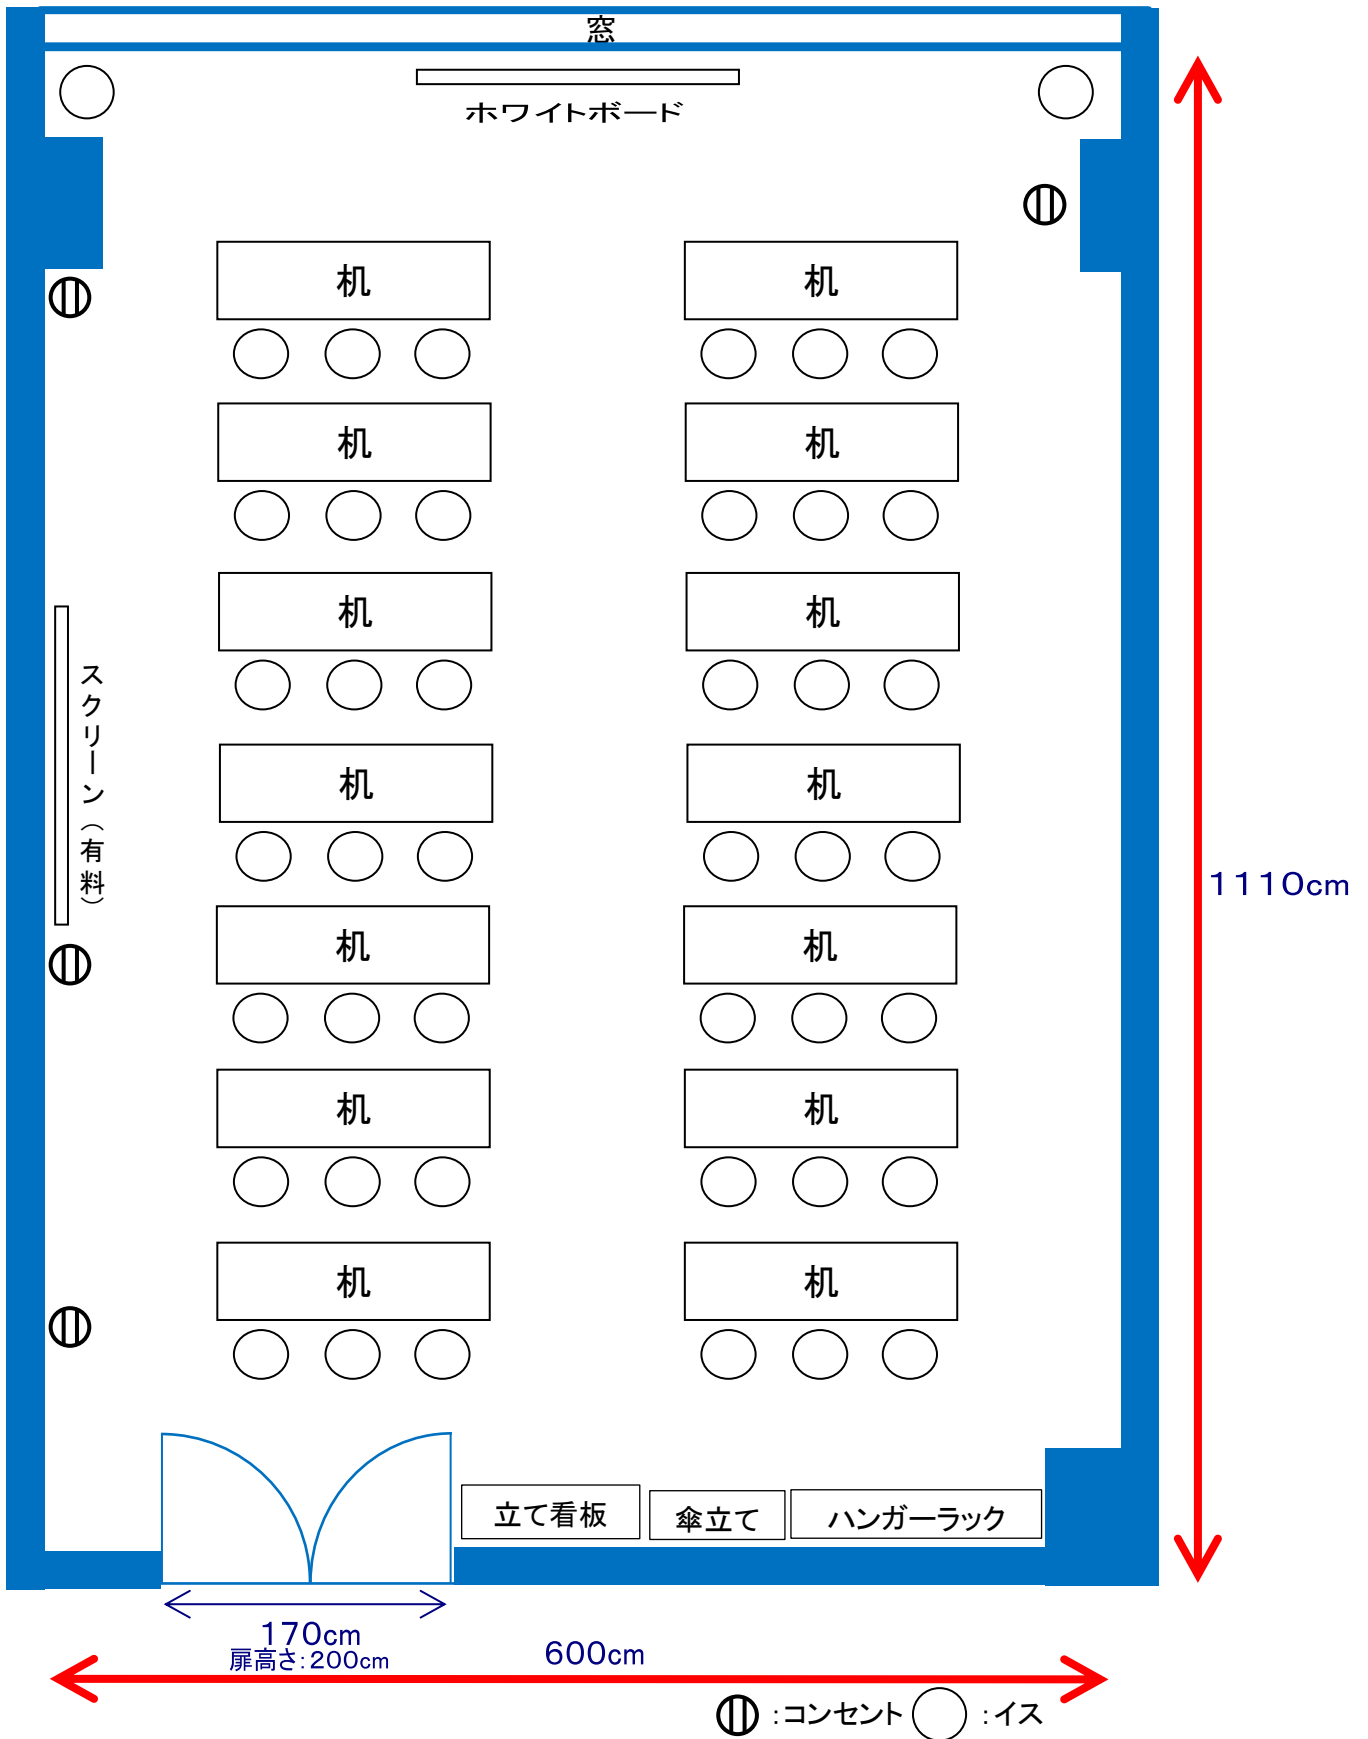 窓
ホワイトボード
机
机
机
机
机
机
机
机
机
机
机
机
机
机
スクリーン（有料）
1110cm
立て看板
傘立て
ハンガーラック
170cm
扉高さ：200cm
600cm
：コンセント
：イス